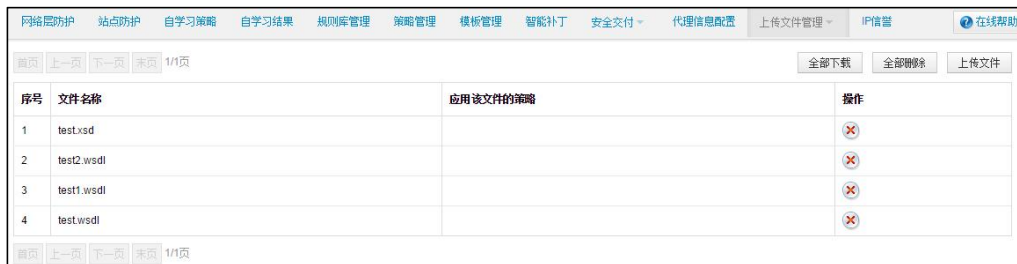 网络层防护 站点防护 自学习策略 自学习结果 规则库管理 策略管理 模板管理 智能补丁 安全交付 代理信息配置 上传文件管理 IP信誉 在线帮助
首页 上一页 下一页 末页 1/1页 全部下载 全部删除 上传文件
序号 文件名称 应用该文件的策略 操作
1 test.xsd
2 test2.wsdl
3 test1.wsdl
4 test.wsdl
首页 上一页 下一页 末页 1/1页